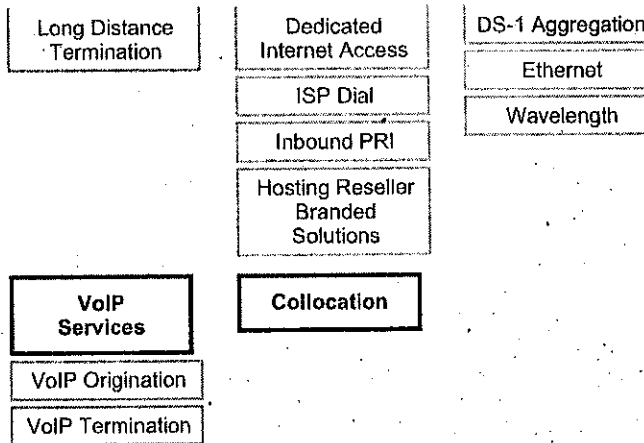 Long Distance
Termination
Dedicated
Internet Access
ISP Dial
Inbound PRI
Hosting Reseller
Branded
Solutions
DS-1 Aggregation
Ethernet
Wavelength
VoIP
Services
VoIP Origination
VoIP Termination
Collocation